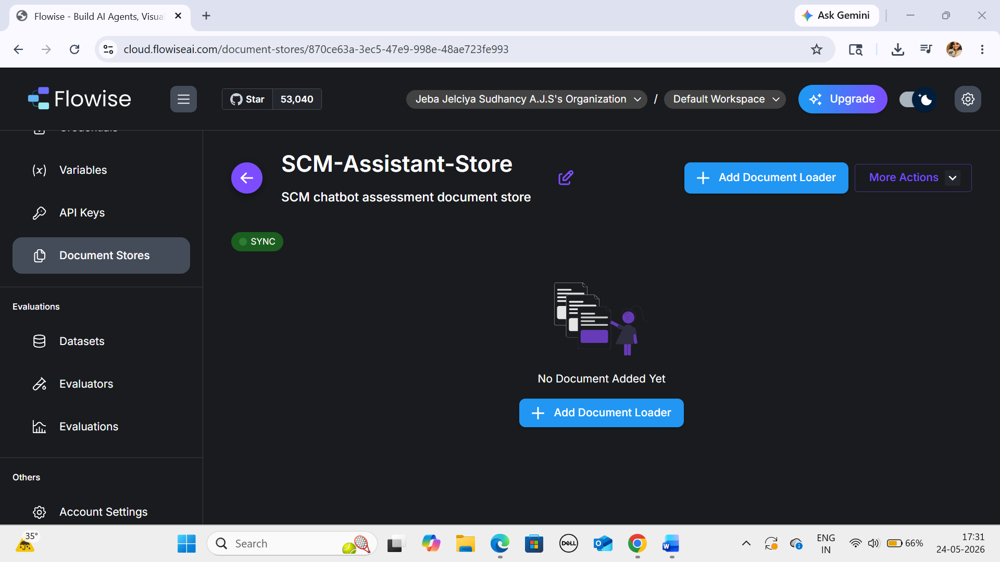 Flowise - Build AI Agents, Visua
Ask Gemini
cloud.flowiseai.com/document-stores/870ce63a-3ec5-47e9-998e-48ae723fe993
Flowise
Star
53,040
Jeba Jelciya Sudhancy A.J.S's Organization
/
Default Workspace
Upgrade
Credentials
Variables
API Keys
Document Stores
Evaluations
Datasets
Evaluators
Evaluations
Others
Account Settings
SCM-Assistant-Store
SCM chatbot assessment document store
Add Document Loader
More Actions
SYNC
No Document Added Yet
Add Document Loader
35°
Search
DELL
ENG
IN
66%
17:31
24-05-2026